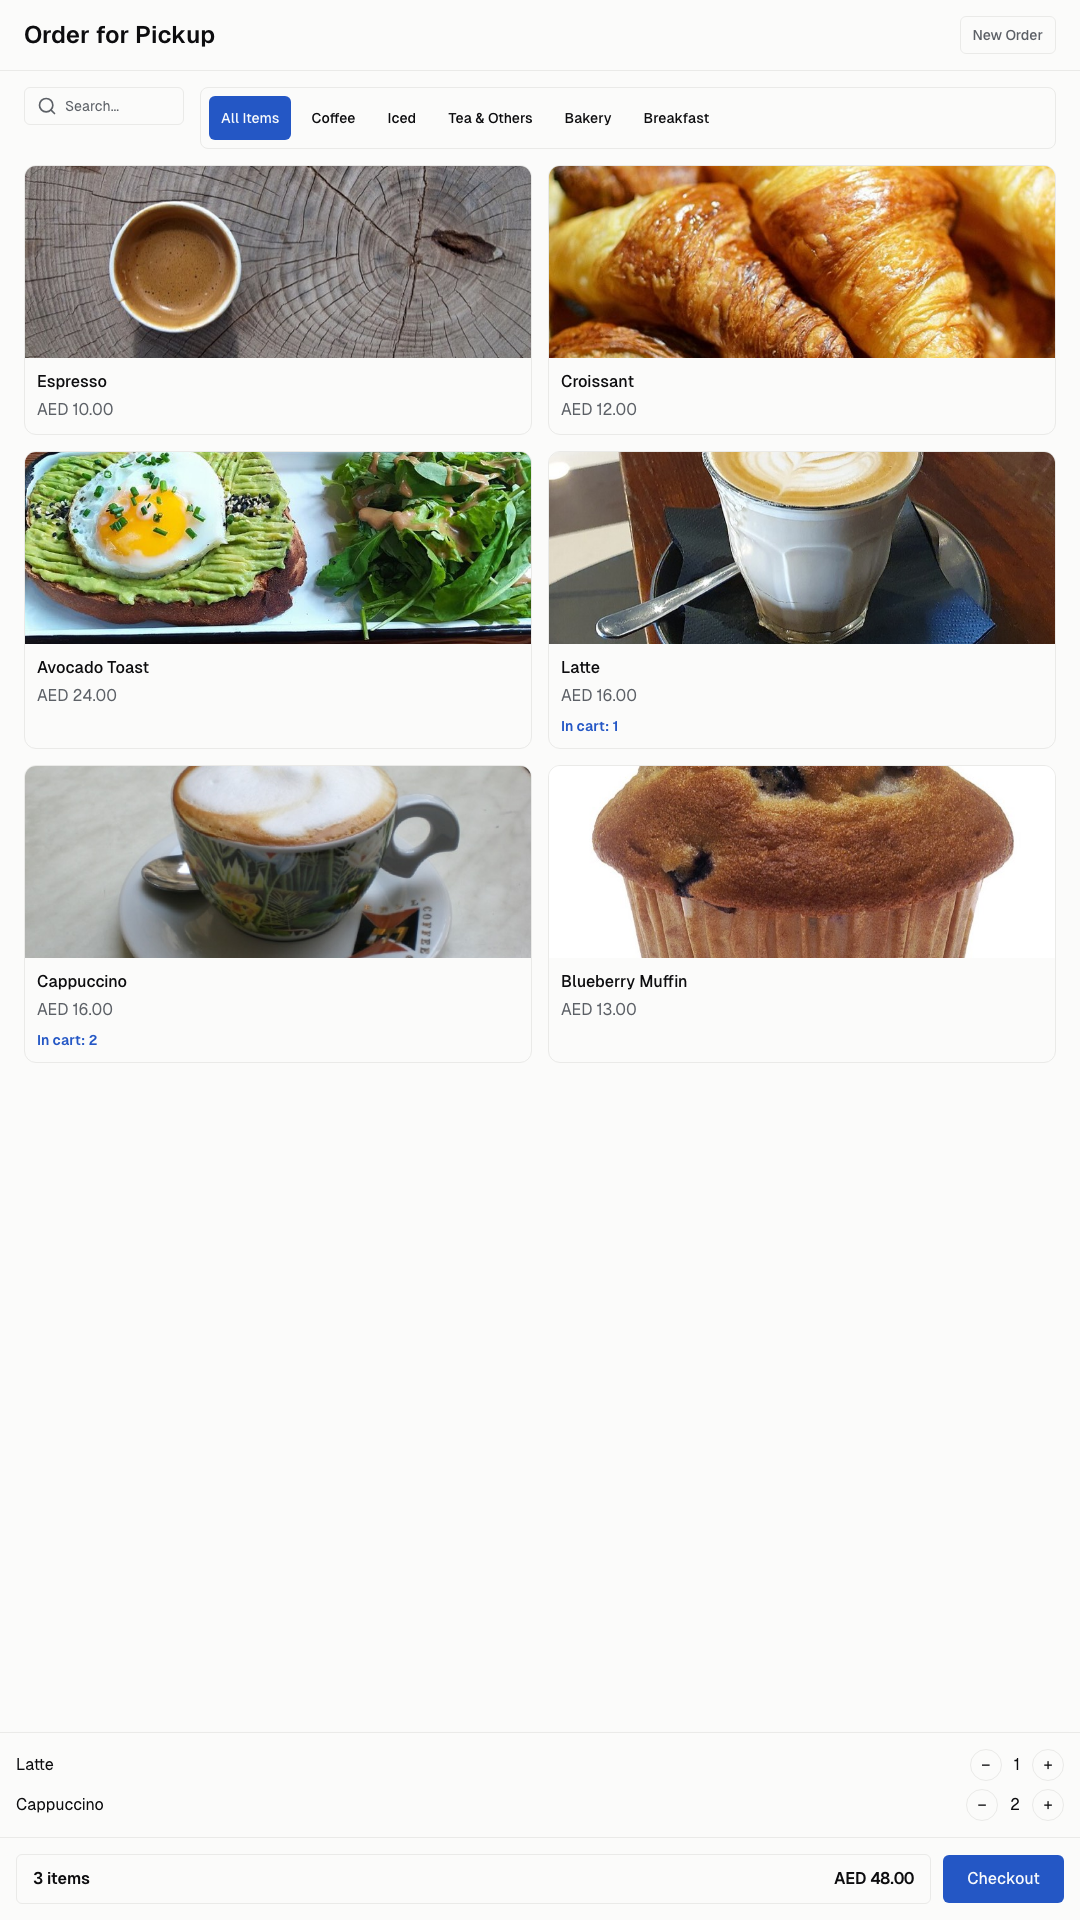 Order for Pickup
New Order
Search...
All Items
Coffee
Iced
Tea & Others
Bakery
Breakfast
Espresso
AED 10.00
Croissant
AED 12.00
Avocado Toast
AED 24.00
Latte
AED 16.00
In cart: 1
COFFEE
Cappuccino
AED 16.00
In cart: 2
Blueberry Muffin
AED 13.00
Latte
− 1 +
Cappuccino
− 2 +
3 items
AED 48.00
Checkout